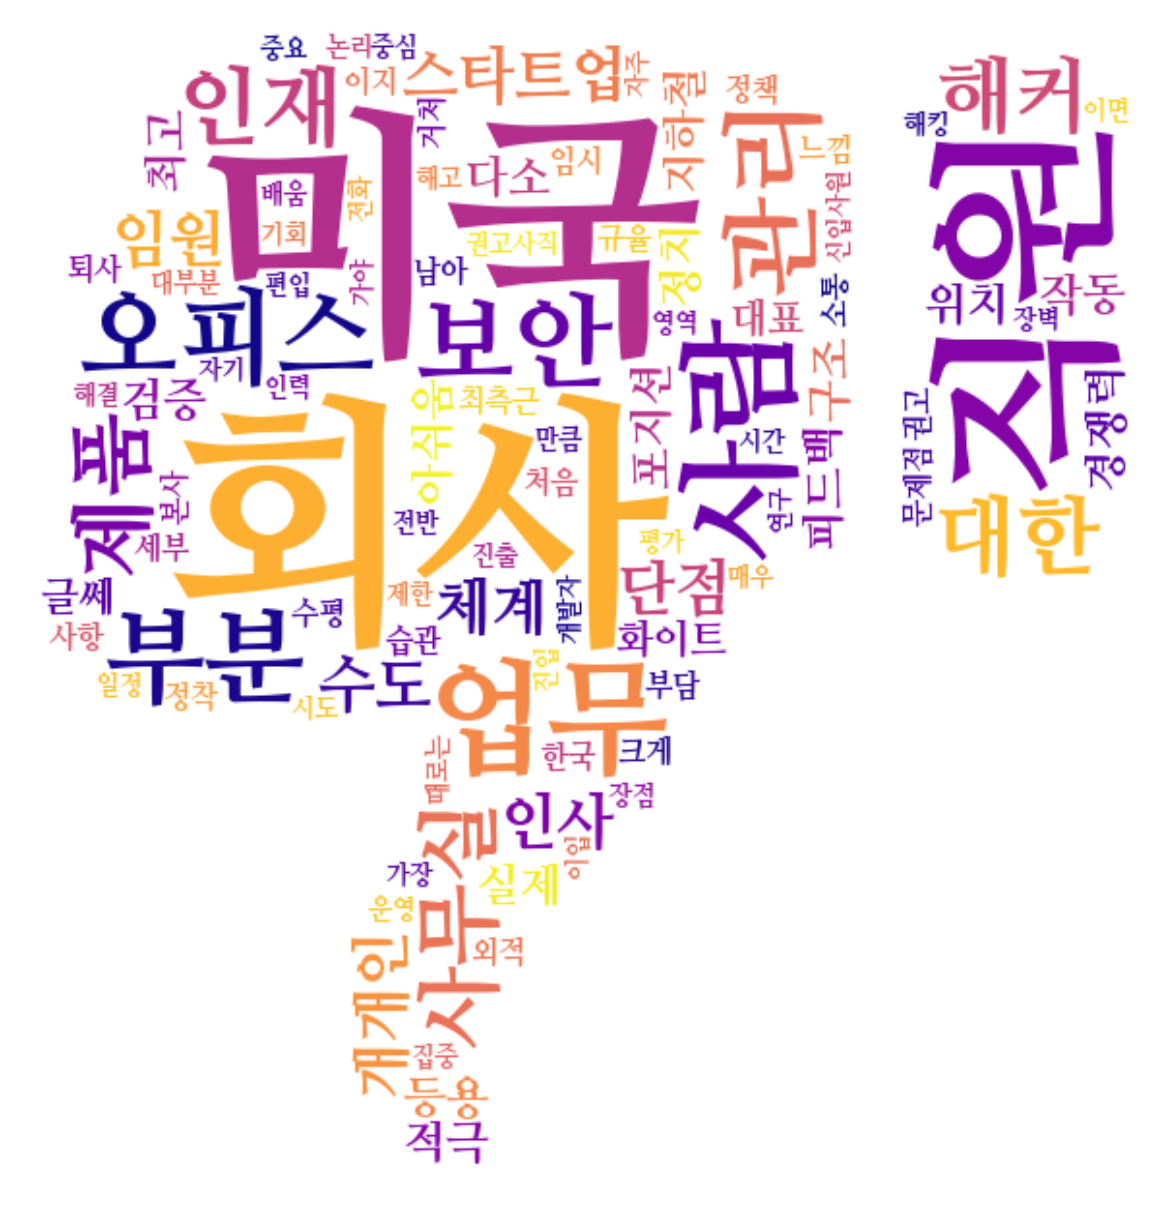 중요
논리
중심
스타트업
자주
인재
이지
거처
지하철
정책
관리
해커
이면
해킹
최고
미국
배움
전화
해고
다소
임시
느낌
신입사원
직원
임원
기회
권고사직
규율
정치
퇴사
대부분
편입
가야
남아
영역
대표
소통
위치
작동
장벽
오피스
보안
사람
자기
인력
해결
검증
아쉬움
최측근
포지션
구조
경쟁력
권고
문제점
제품
회사
만큼
시간
피드백
본사
처음
연구
대한
세부
전반
진출
평가
글쎄
수평
제한
체계
개발자
단점
매우
사항
부분
습관
화이트
일정
정착
시도
수도
업무
진입
부담
때로는
한국
크게
사무실
인사
장점
가장
실제
이입
운영
개개인
외적
집중
등용
적극